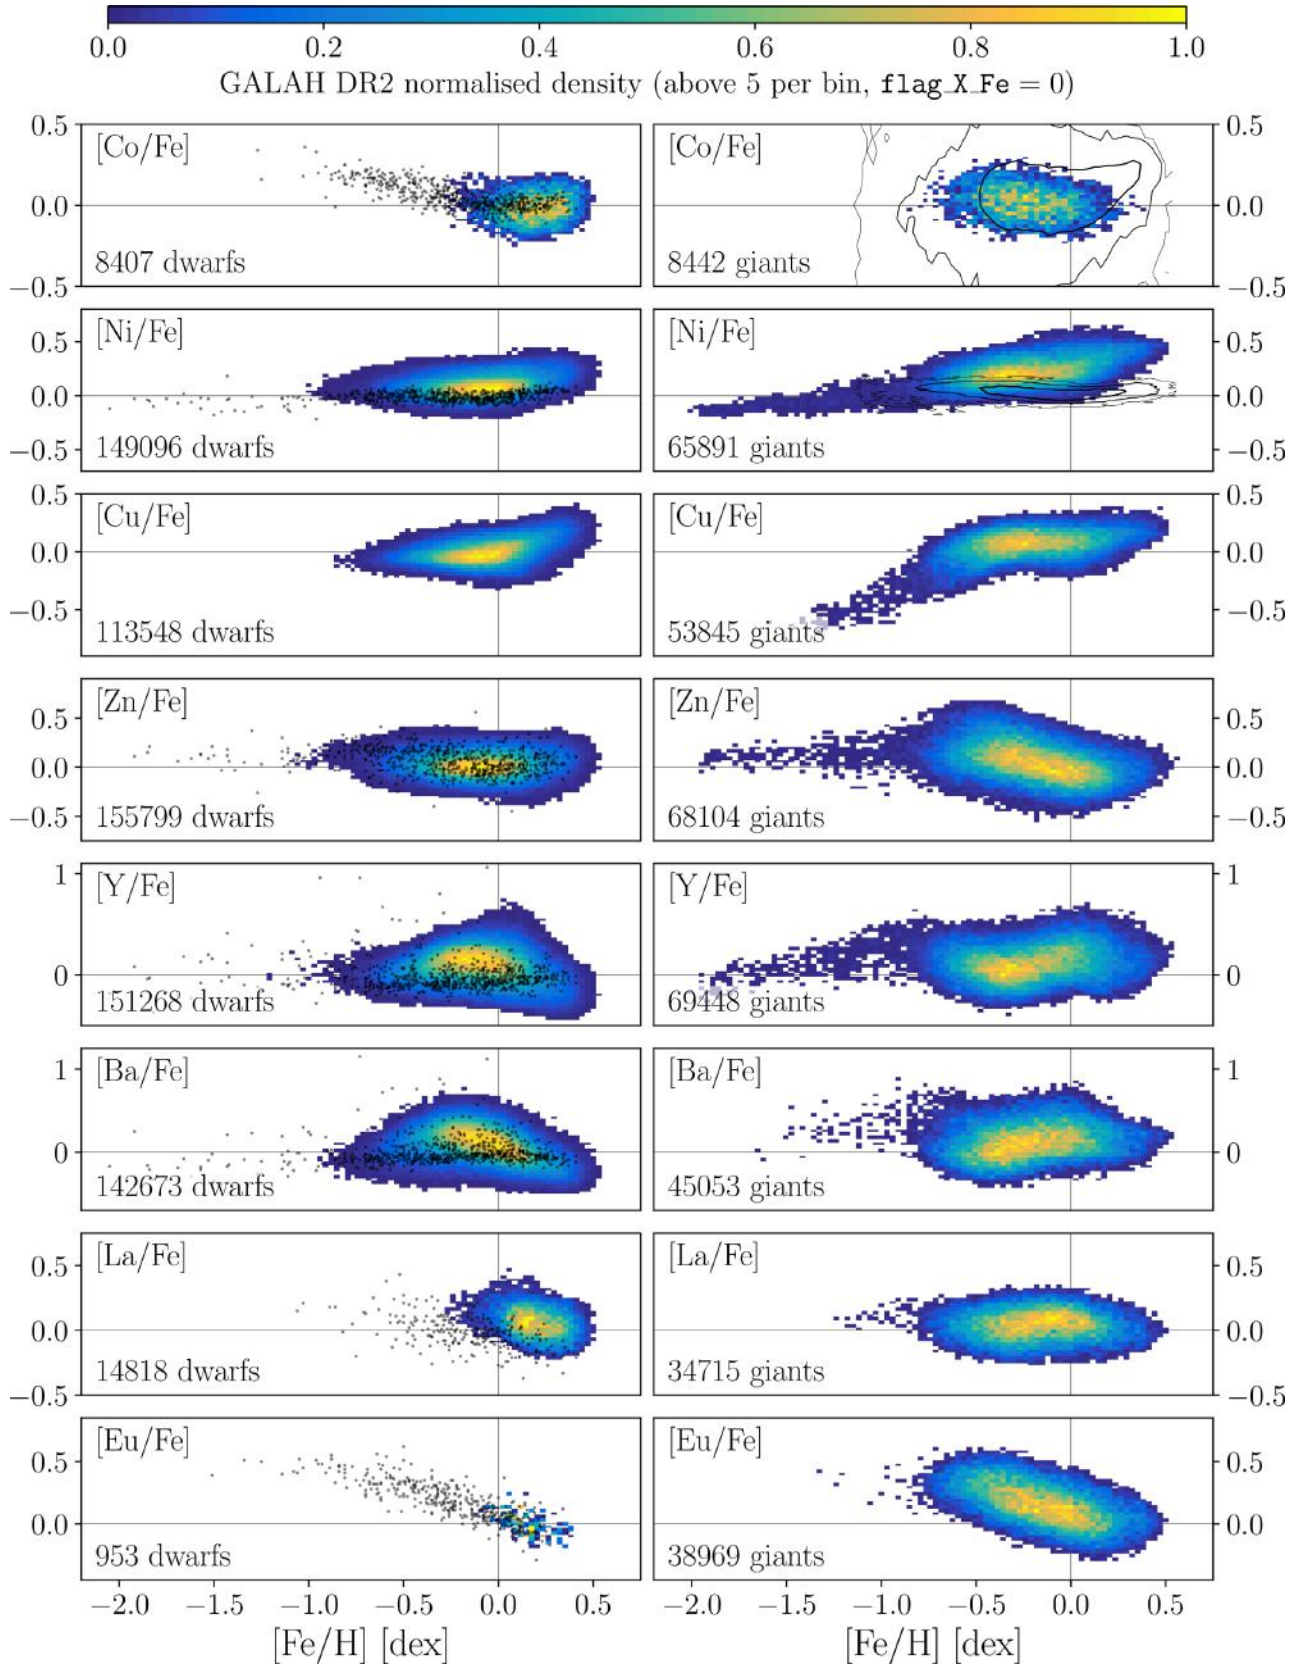 0.0 0.2 0.4 0.6 0.8 1.0
GALAH DR2 normalised density (above 5 per bin, flag_X_Fe = 0)
0.5 [Co/Fe] [Co/Fe] 0.5
0.0 0.0
8407 dwarfs 8442 giants
−0.5 −0.5
[Ni/Fe] [Ni/Fe]
0.5 0.5
0.0 0.0
−0.5 149096 dwarfs 65891 giants −0.5
0.5 [Cu/Fe] [Cu/Fe] 0.5
0.0 0.0
−0.5 −0.5
113548 dwarfs 53845 giants
[Zn/Fe] [Zn/Fe]
0.5 0.5
0.0 0.0
−0.5 155799 dwarfs 68104 giants −0.5
1 [Y/Fe] [Y/Fe] 1
0 0
151268 dwarfs 69448 giants
1 [Ba/Fe] [Ba/Fe] 1
0 0
142673 dwarfs 45053 giants
[La/Fe] [La/Fe]
0.5 0.5
0.0 0.0
14818 dwarfs 34715 giants
−0.5 −0.5
[Eu/Fe] [Eu/Fe]
0.5 0.5
0.0 0.0
953 dwarfs 38969 giants
−2.0 −1.5 −1.0 −0.5 0.0 0.5 −2.0 −1.5 −1.0 −0.5 0.0 0.5
[Fe/H] [dex] [Fe/H] [dex]